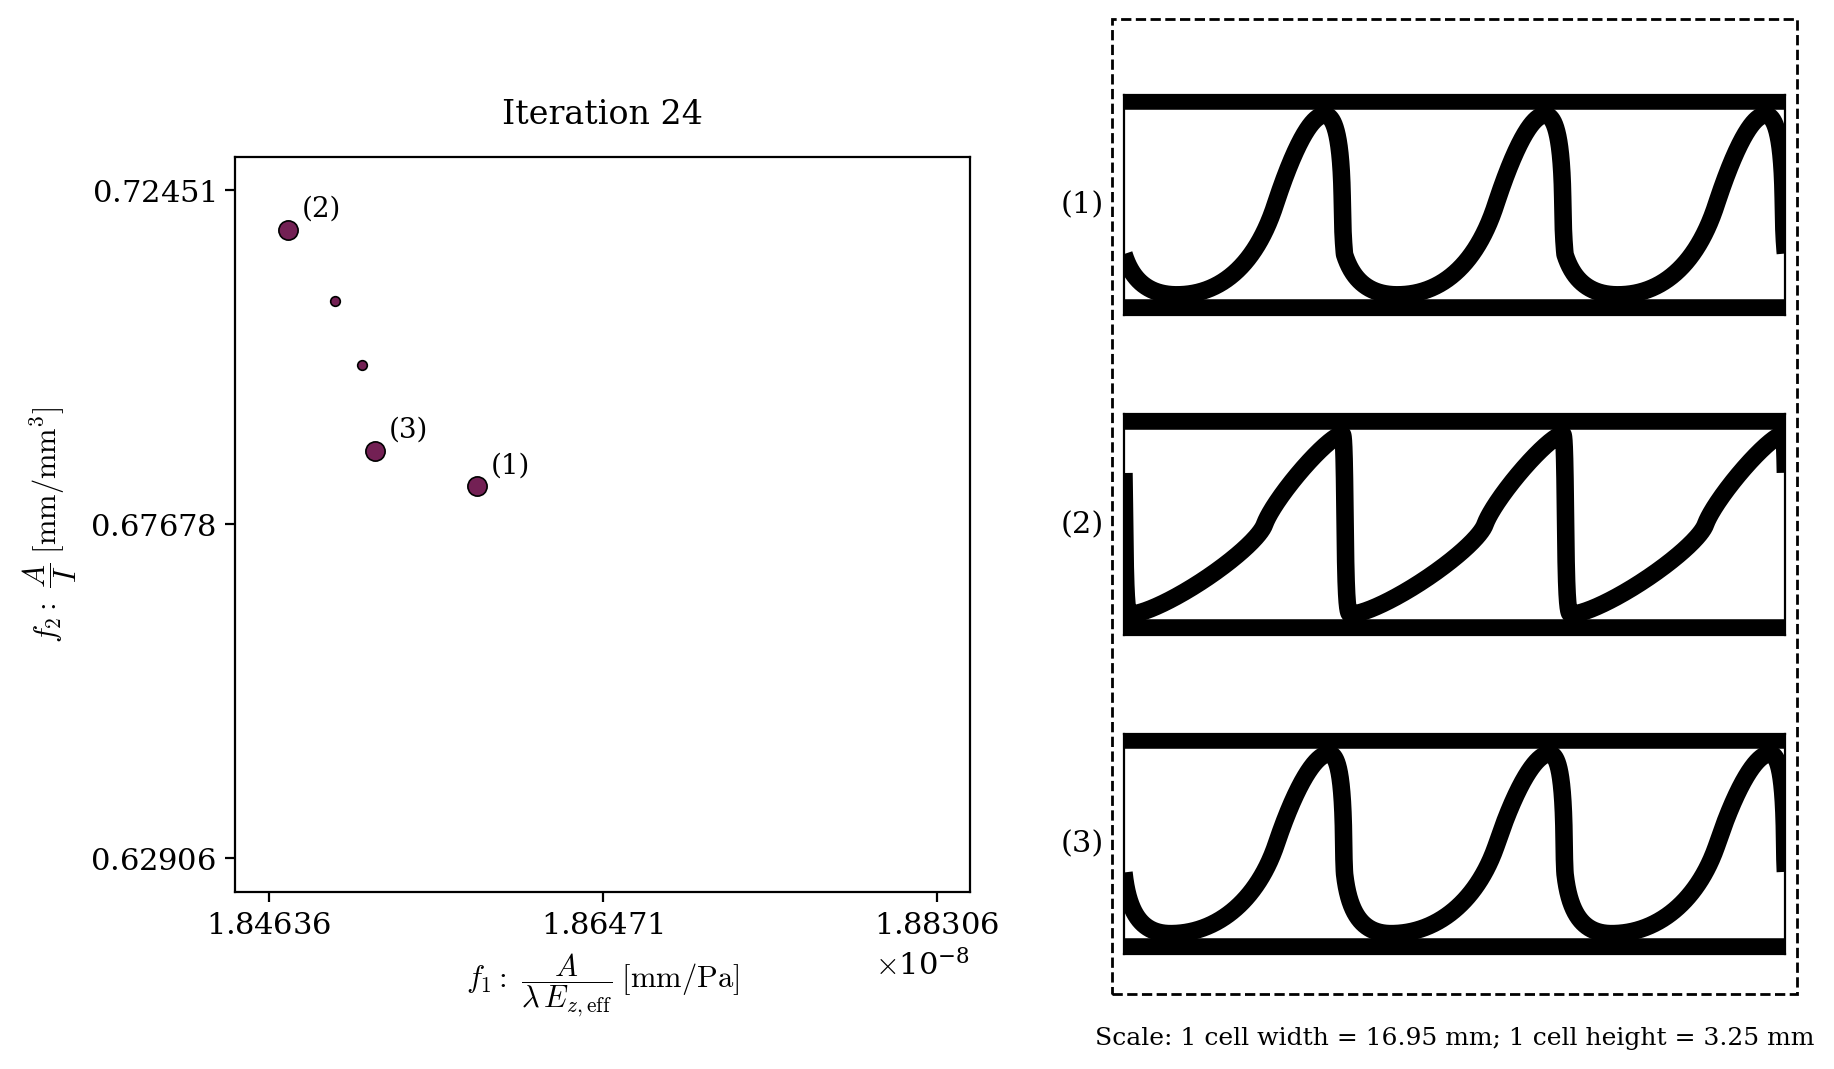 Iteration 24
0.72451
0.67678
0.62906
f₂: A/I [mm/mm³]
(2)
(3)
(1)
1.84636 1.86471 1.88306
×10⁻⁸
f₁: A/(λ E_z,eff) [mm/Pa]
(1)
(2)
(3)
Scale: 1 cell width = 16.95 mm; 1 cell height = 3.25 mm